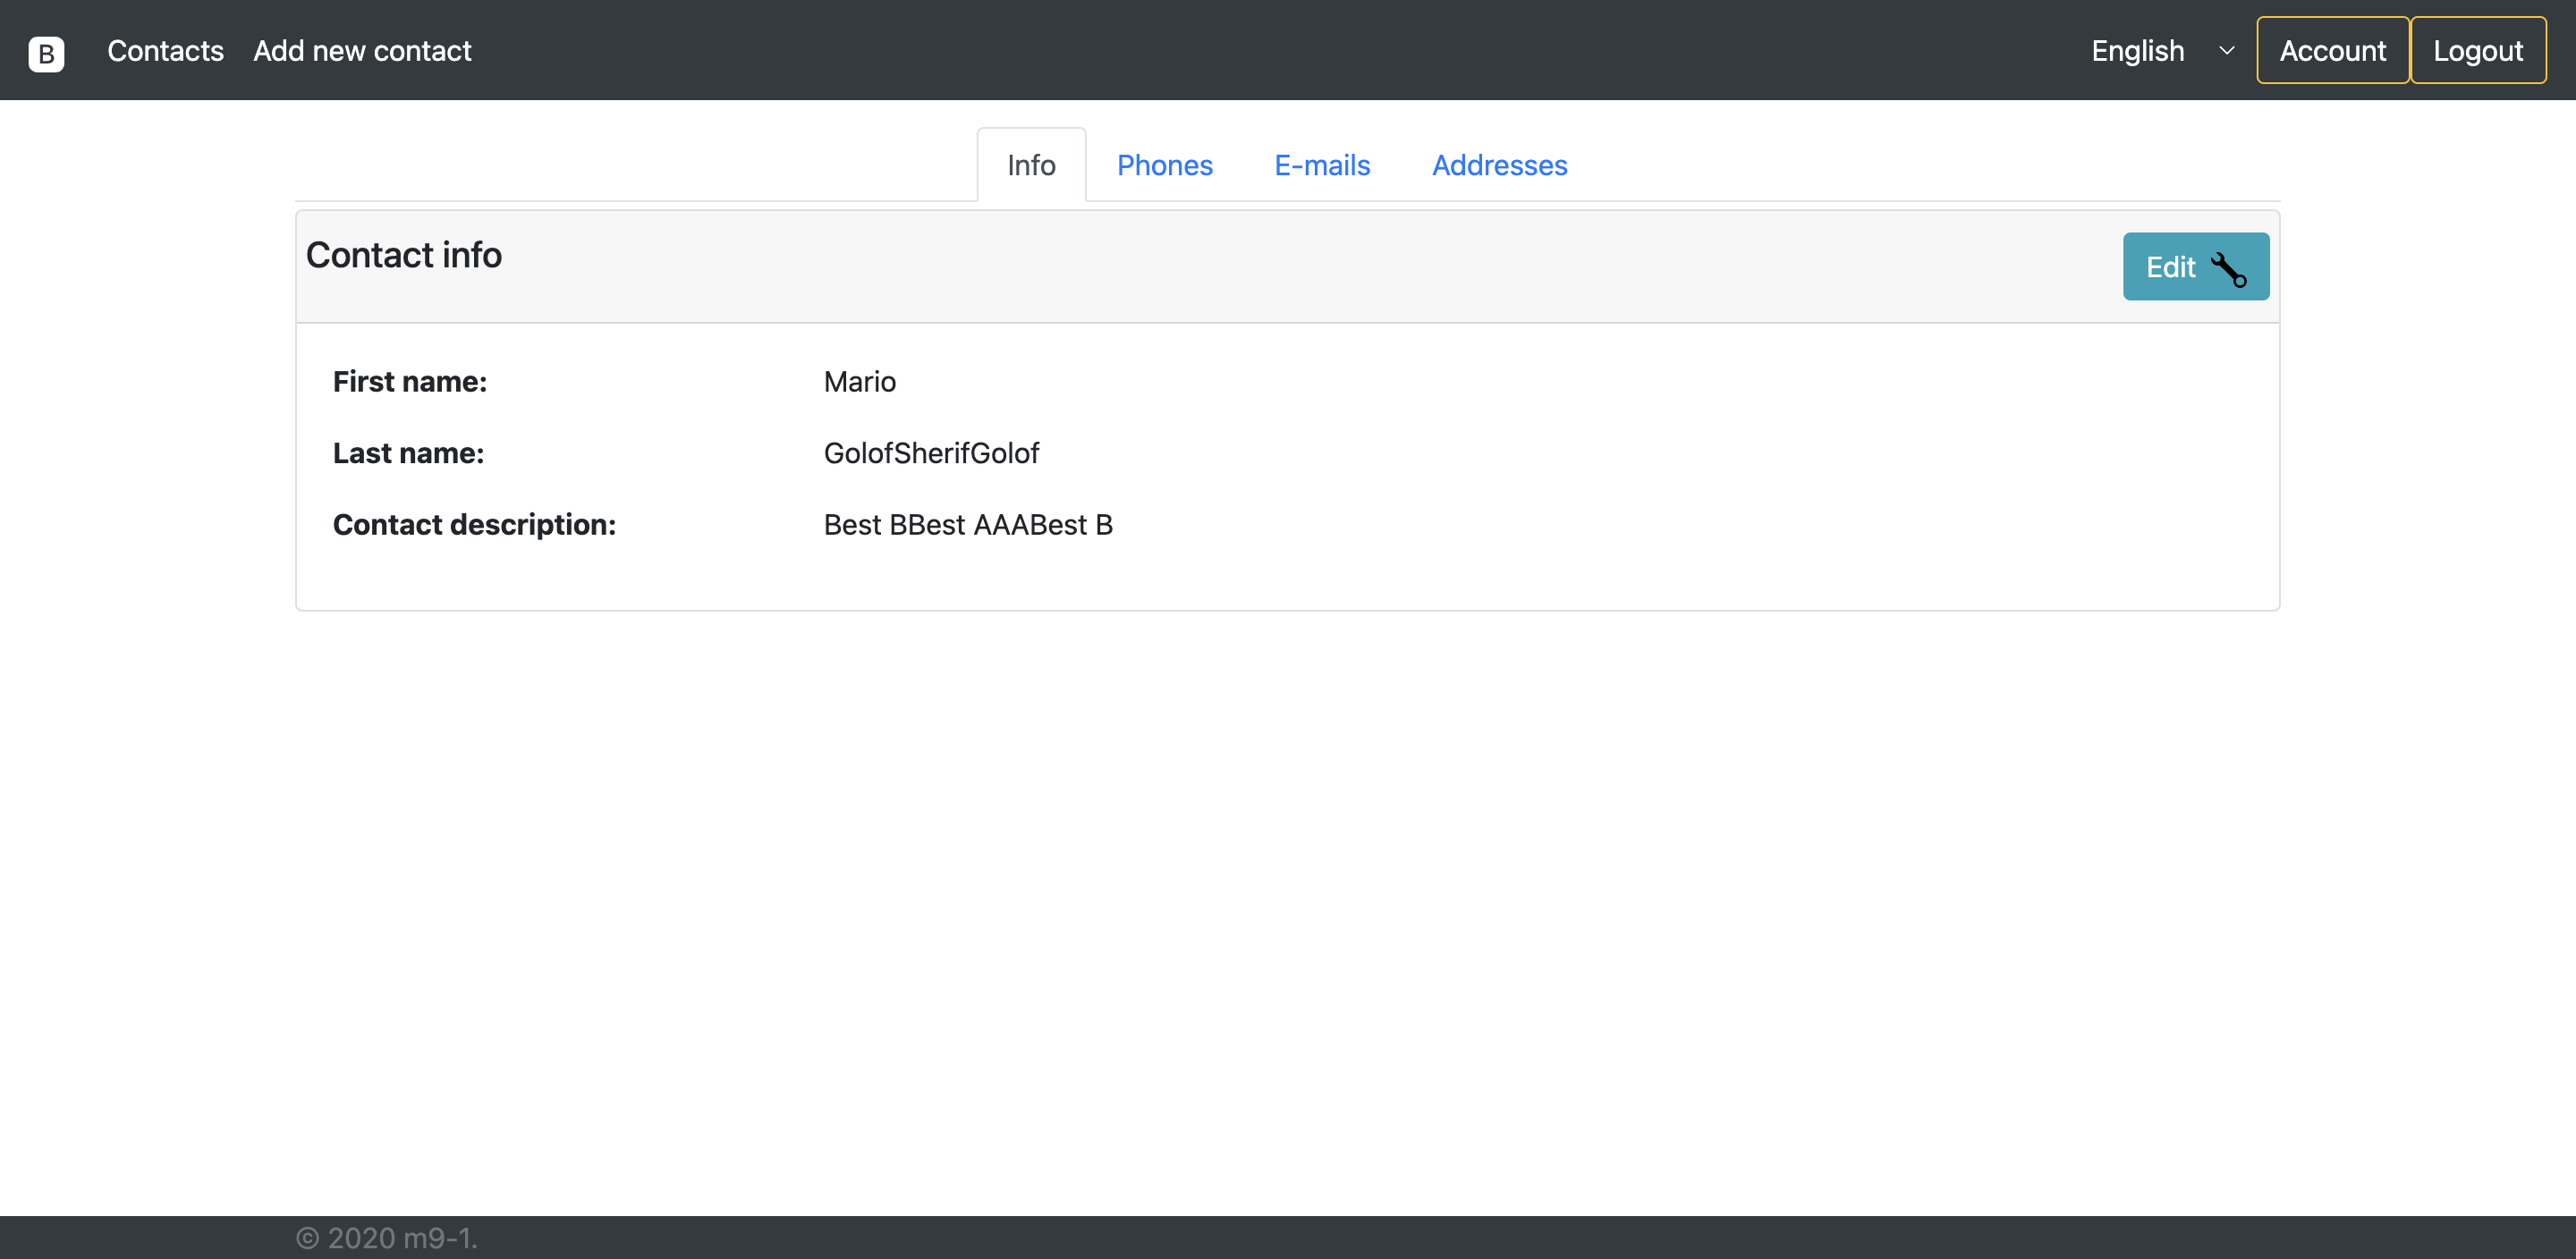 B Contacts Add new contact English Account Logout
Info Phones E-mails Addresses
Contact info Edit
First name: Mario
Last name: GolofSherifGolof
Contact description: Best BBest AAABest B
© 2020 m9-1.